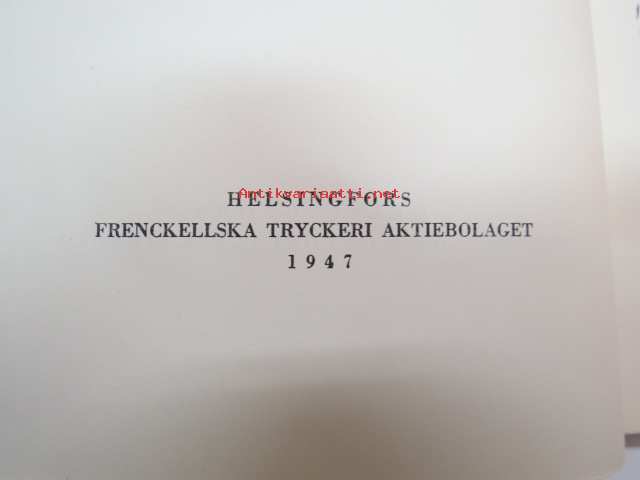 HELSINGFORS
Antikvariaatti.net
FRENCKELLSKA TRYCKERI AKTIEBOLAGET
1947